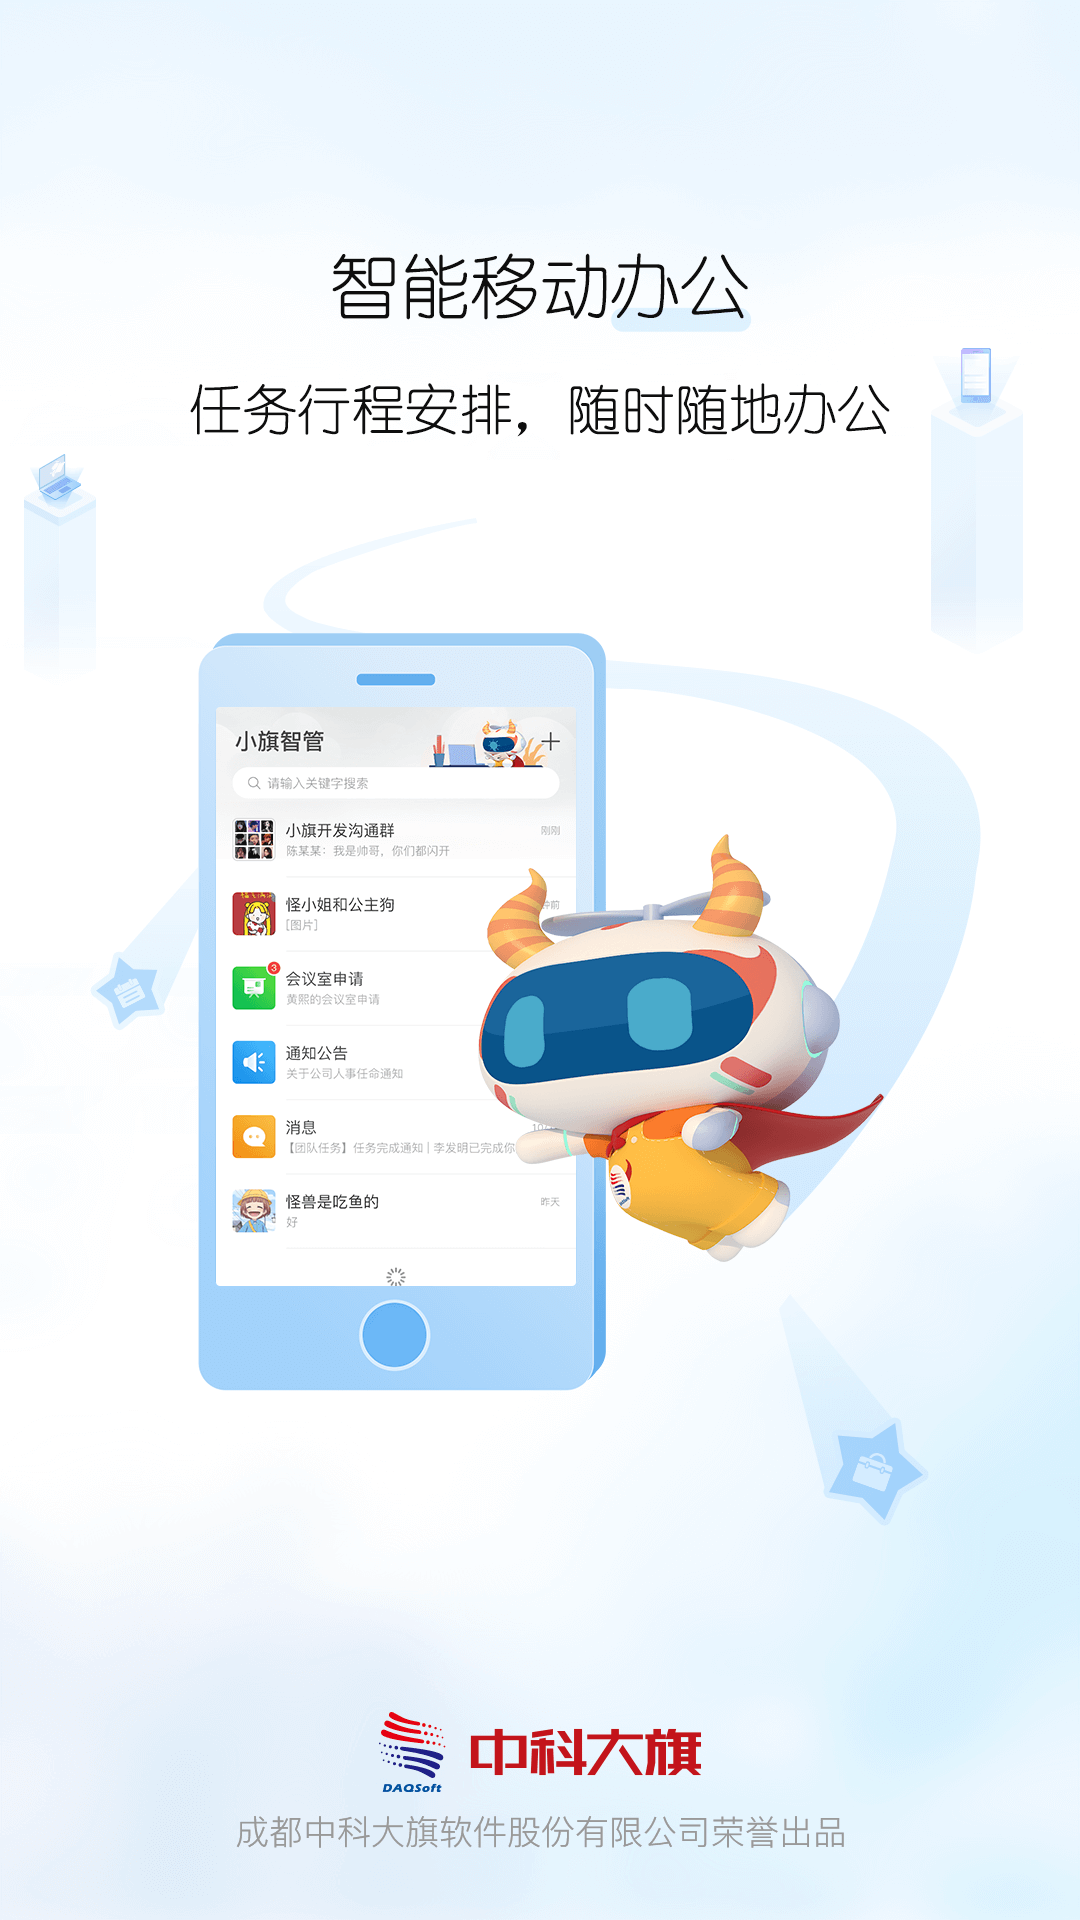 智能移动办公
任务行程安排，随时随地办公
小旗智管
请输入关键字搜索
小旗开发沟通群
刚刚
陈某某：我是帅哥，你们都闪开
怪小姐和公主狗
钟前
[图片]
3
会议室申请
黄熙的会议室申请
通知公告
关于公司人事任命通知
消息
【团队任务】任务完成通知 | 李发明已完成你
怪兽是吃鱼的
昨天
好
DAQSoft
中科大旗
成都中科大旗软件股份有限公司荣誉出品